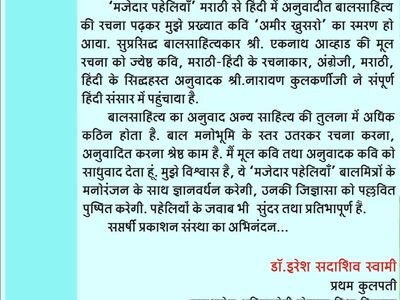 'मजेदार पहेलियाँ' मराठी से हिंदी में अनुवादीत बालसाहित्य
की रचना पढ़कर मुझे प्रख्यात कवि 'अमीर खुसरो' का स्मरण हो
आया. सुप्रसिद्ध बालसाहित्यकार श्री. एकनाथ आव्हाड की मूल
रचना को ज्येष्ठ कवि, मराठी-हिंदी के रचनाकार, अंग्रेजी, मराठी,
हिंदी के सिद्धहस्त अनुवादक श्री.नारायण कुलकर्णीजी ने संपूर्ण
हिंदी संसार में पहुंचाया है.
बालसाहित्य का अनुवाद अन्य साहित्य की तुलना में अधिक
कठिन होता है. बाल मनोभूमि के स्तर उतरकर रचना करना,
अनुवादित करना श्रेष्ठ काम है. मैं मूल कवि तथा अनुवादक कवि को
साधुवाद देता हूं. मुझे विश्वास है, ये 'मजेदार पहेलियाँ' बालमित्रों के
मनोरंजन के साथ ज्ञानवर्धन करेगी, उनकी जिज्ञासा को पल्लवित
पुष्पित करेगी. पहेलियों के जवाब भी सुंदर तथा प्रतिभापूर्ण हैं.
सप्तर्षी प्रकाशन संस्था का अभिनंदन...
डॉ.इरेश सदाशिव स्वामी
प्रथम कुलपती